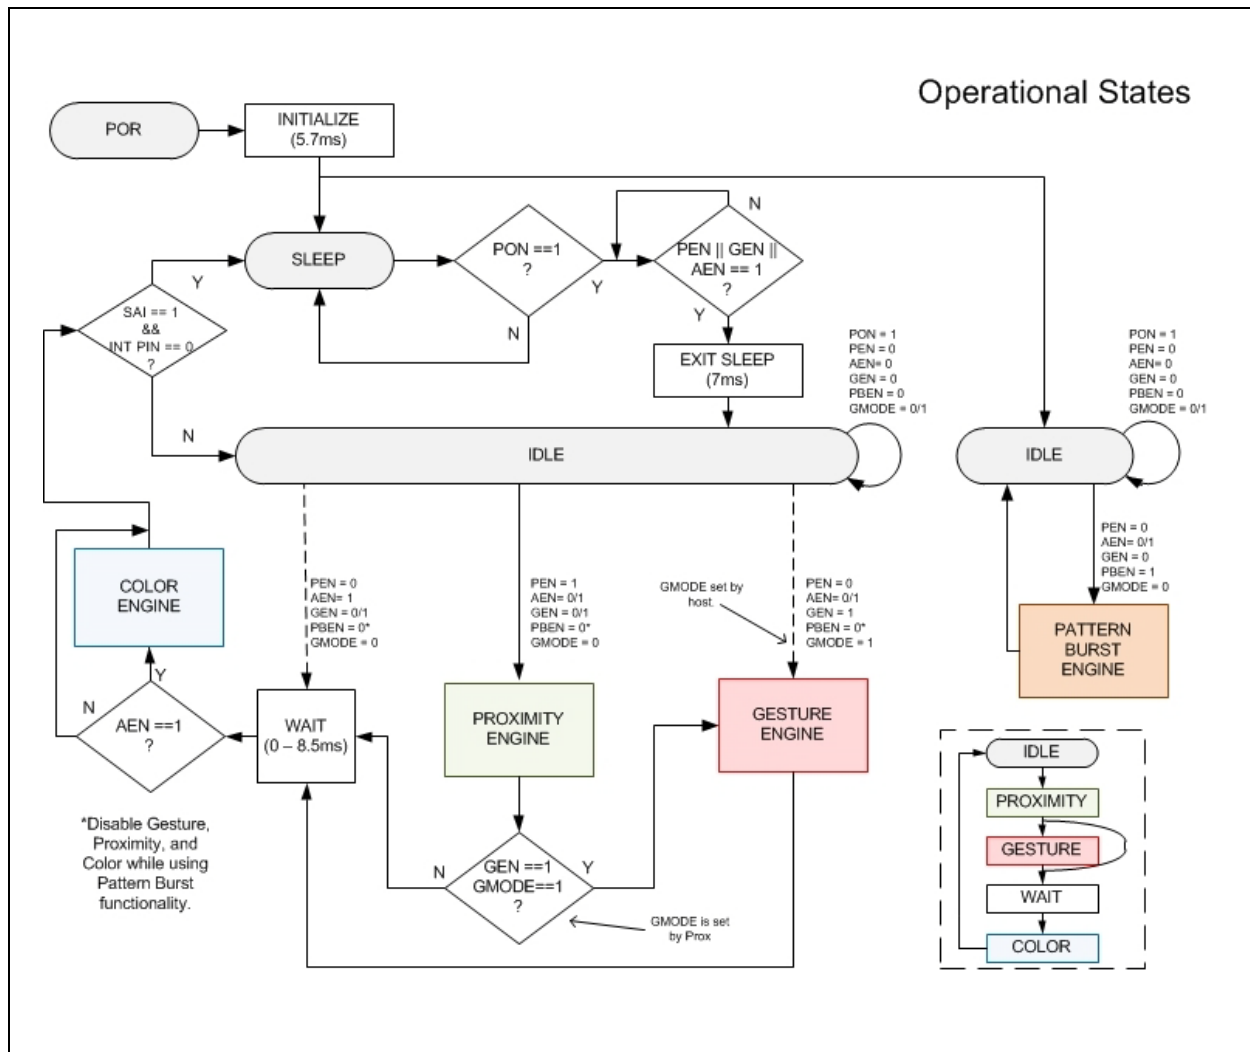 Operational States
POR
INITIALIZE
(5.7ms)
N
SLEEP
PON ==1
?
Y
PEN || GEN ||
AEN == 1
?
Y
N
Y
SAI == 1
&&
INT PIN == 0
?
N
EXIT SLEEP
(7ms)
PON = 1
PEN = 0
AEN= 0
GEN = 0
PBEN = 0
GMODE = 0/1
PON = 1
PEN = 0
AEN= 0
GEN = 0
PBEN = 0
GMODE = 0/1
IDLE
IDLE
COLOR
ENGINE
PEN = 0
AEN= 1
GEN = 0/1
PBEN = 0*
GMODE = 0
PEN = 1
AEN= 0/1
GEN = 0/1
PBEN = 0*
GMODE = 0
GMODE set by
host.
PEN = 0
AEN= 0/1
GEN = 1
PBEN = 0*
GMODE = 1
PEN = 0
AEN= 0/1
GEN = 0
PBEN = 1
GMODE = 0
PATTERN
BURST
ENGINE
Y
N
AEN ==1
?
WAIT
(0 – 8.5ms)
PROXIMITY
ENGINE
GESTURE
ENGINE
*Disable Gesture,
Proximity, and
Color while using
Pattern Burst
functionality.
N
GEN ==1
GMODE==1
?
Y
GMODE is set
by Prox
IDLE
PROXIMITY
GESTURE
WAIT
COLOR